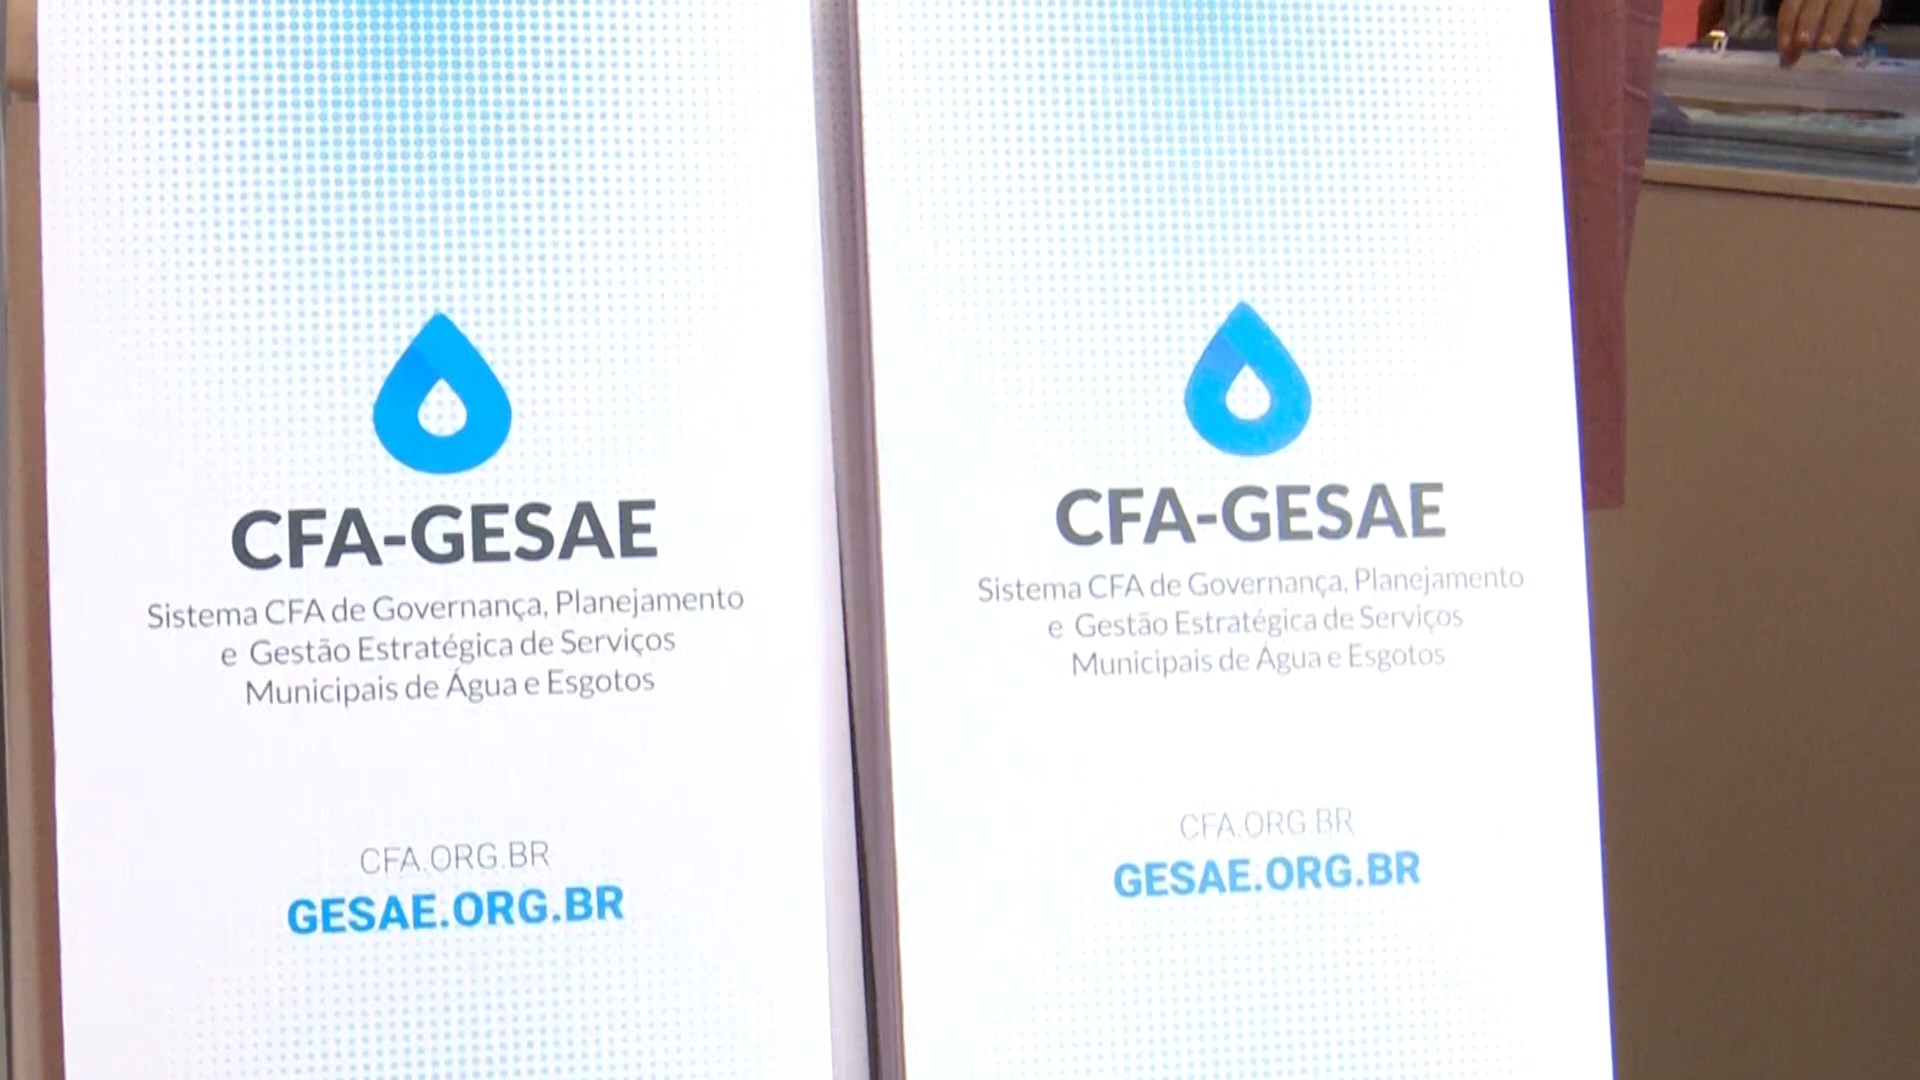 CFA-GESAE
Sistema CFA de Governança, Planejamento
e Gestão Estratégica de Serviços
Municipais de Água e Esgotos
CFA.ORG.BR
GESAE.ORG.BR
CFA-GESAE
Sistema CFA de Governança, Planejamento
e Gestão Estratégica de Serviços
Municipais de Água e Esgotos
CFA.ORG.BR
GESAE.ORG.BR